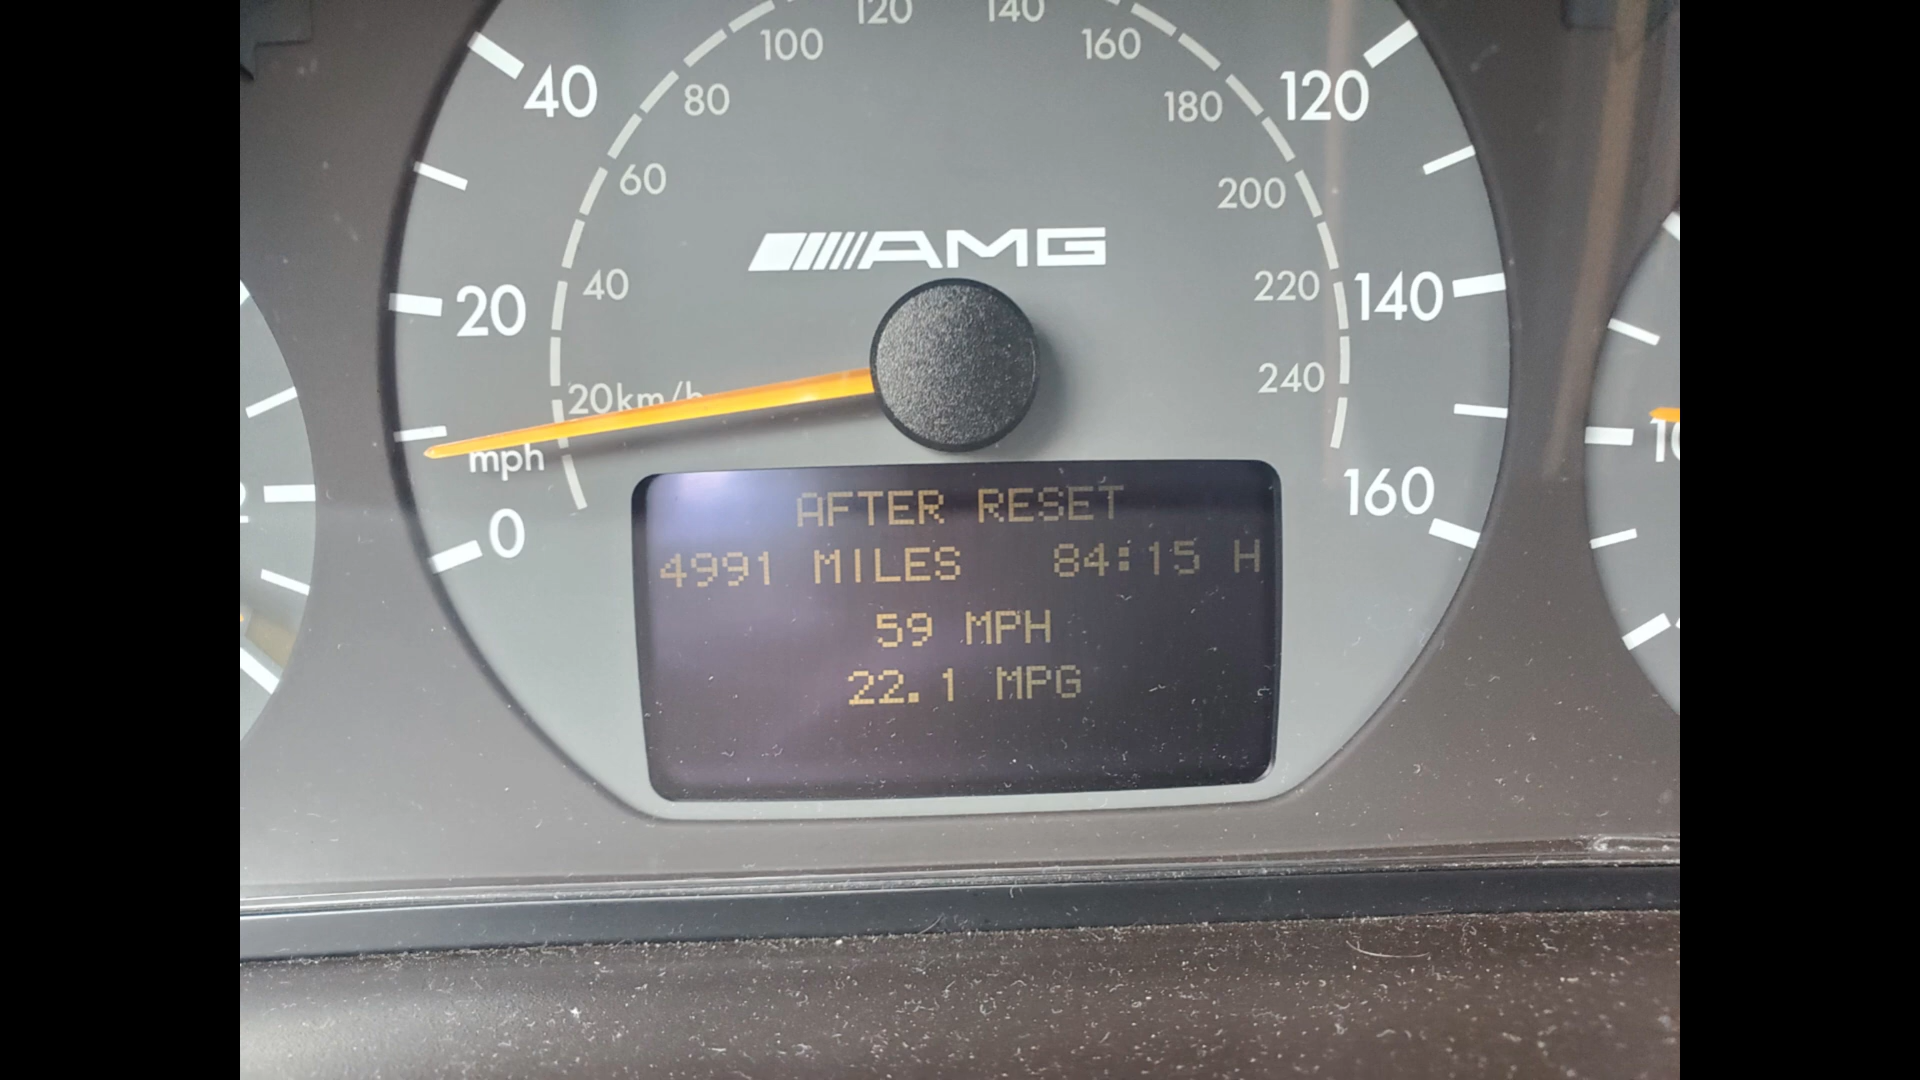 120 140
100 160
40 80 180 120
60 200
AMG
20 40 220 140
20km/h 240
mph
0 160
10
AFTER RESET
4991 MILES 84:15 H
59 MPH
22.1 MPG